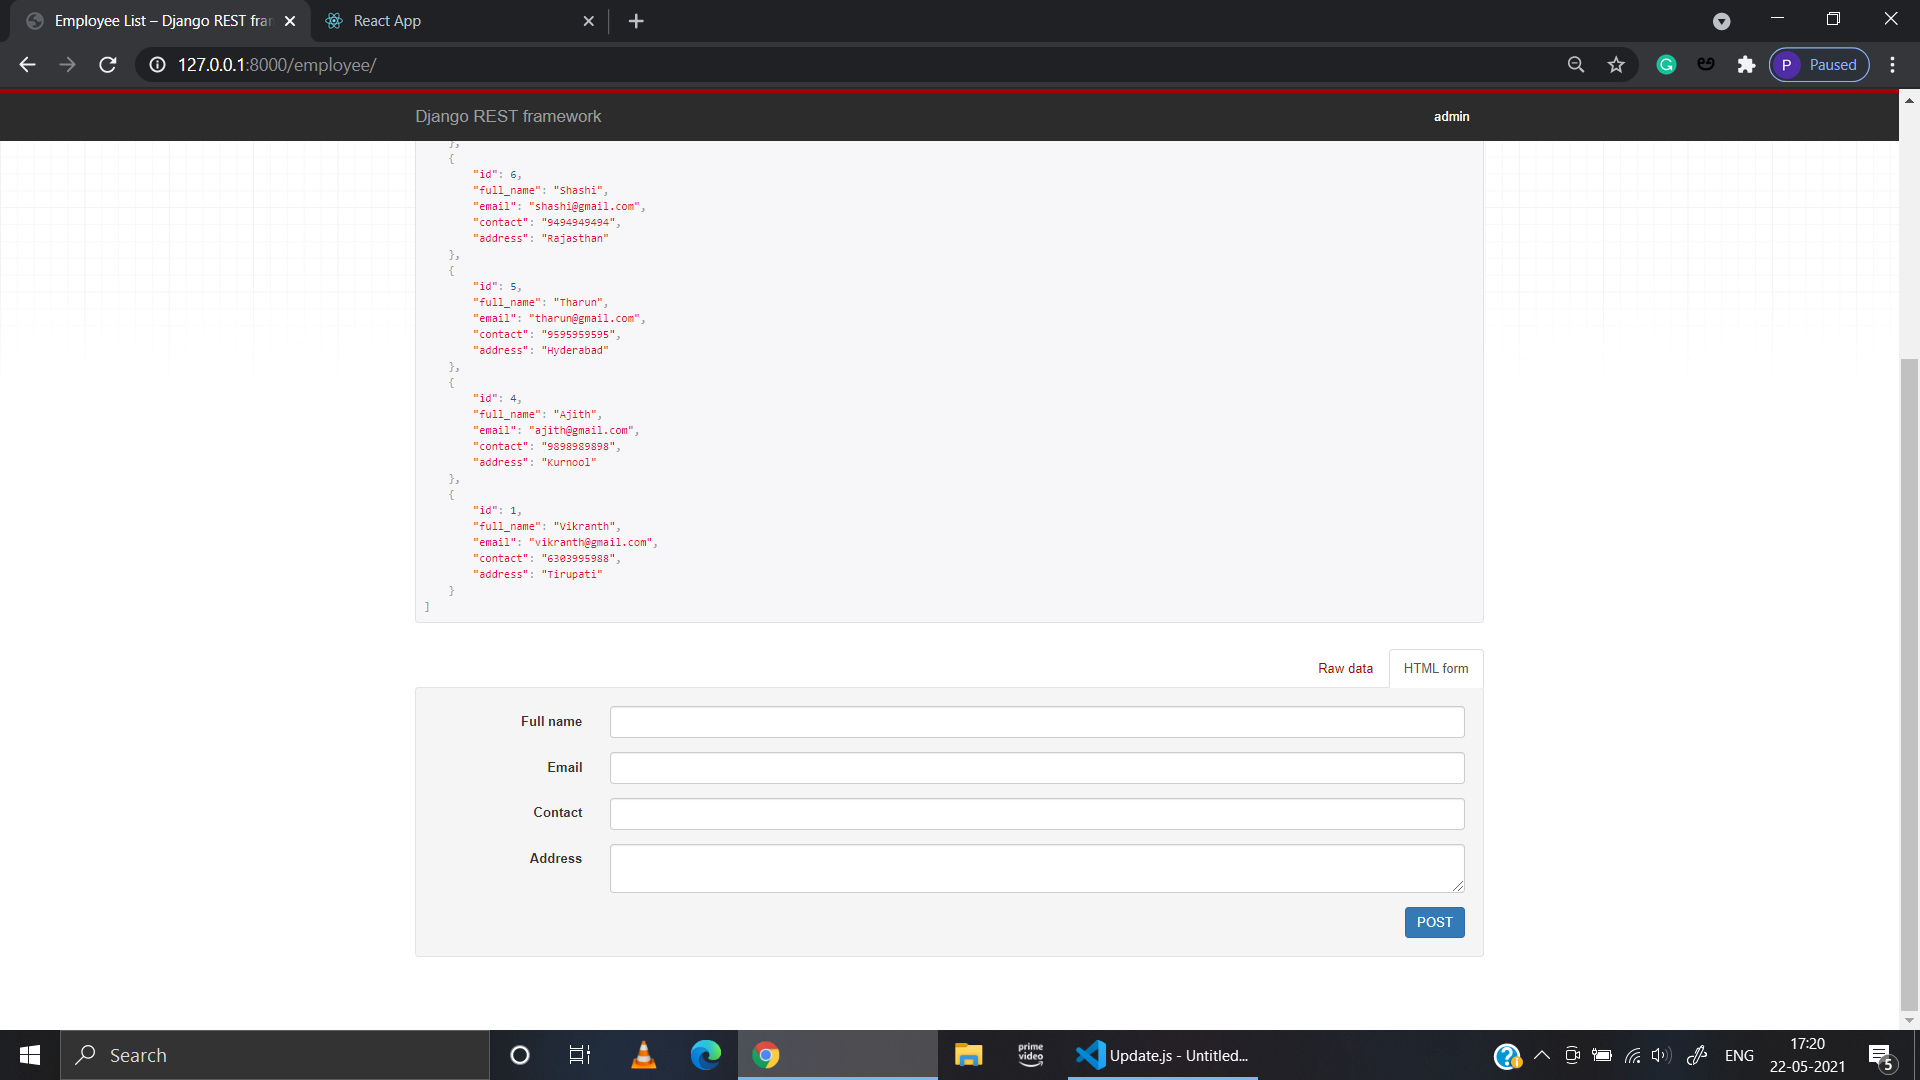 Employee List – Django REST fra
React App
127.0.0.1:8000/employee/
P Paused
Django REST framework
admin
},
{
"id": 6,
"full_name": "Shashi",
"email": "shashi@gmail.com",
"contact": "9494949494",
"address": "Rajasthan"
},
{
"id": 5,
"full_name": "Tharun",
"email": "tharun@gmail.com",
"contact": "9595959595",
"address": "Hyderabad"
},
{
"id": 4,
"full_name": "Ajith",
"email": "ajith@gmail.com",
"contact": "9898989898",
"address": "Kurnool"
},
{
"id": 1,
"full_name": "Vikranth",
"email": "vikranth@gmail.com",
"contact": "6303995988",
"address": "Tirupati"
}
]
Raw data
HTML form
Full name
Email
Contact
Address
POST
Search
prime
video
Update.js - Untitled...
ENG
17:20
22-05-2021
5